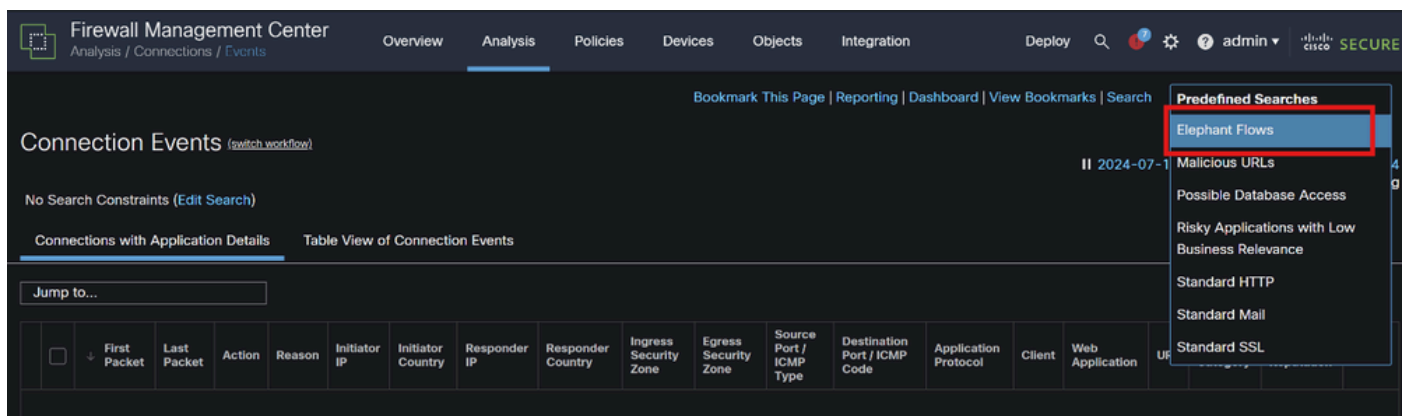 Firewall Management Center
Analysis / Connections / Events
Overview Analysis Policies Devices Objects Integration Deploy 7 admin cisco SECURE
Bookmark This Page | Reporting | Dashboard | View Bookmarks | Search
Predefined Searches
Elephant Flows
Malicious URLs
Possible Database Access
Risky Applications with Low
Business Relevance
Standard HTTP
Standard Mail
Standard SSL
Connection Events (switch workflow)
2024-07-1
4
g
No Search Constraints (Edit Search)
Connections with Application Details Table View of Connection Events
Jump to...
First Packet
Last Packet
Action
Reason
Initiator IP
Initiator Country
Responder IP
Responder Country
Ingress Security Zone
Egress Security Zone
Source Port / ICMP Type
Destination Port / ICMP Code
Application Protocol
Client
Web Application